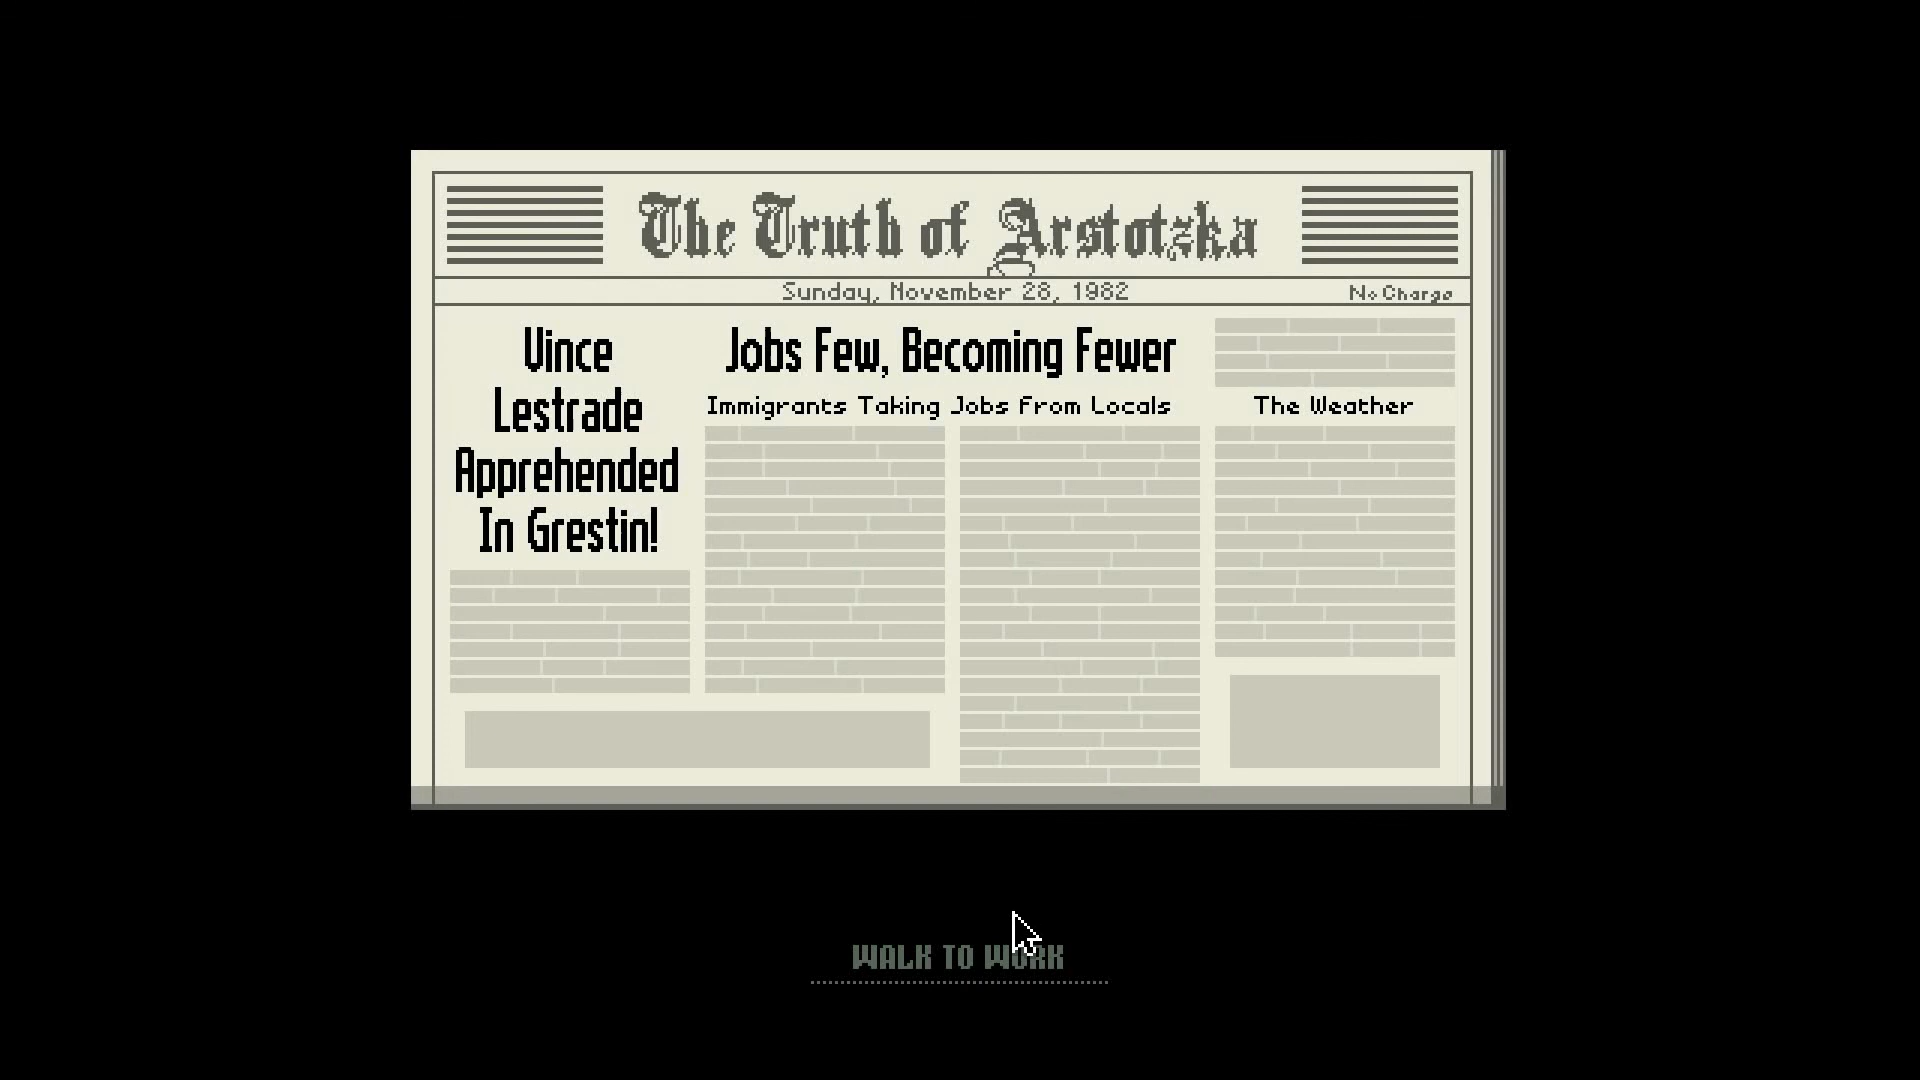 The Truth of Arstotzka
Sunday, November 28, 1982
No Charge
Vince
Lestrade
Apprehended
In Grestin!
Jobs Few, Becoming Fewer
Immigrants Taking Jobs From Locals
The Weather
WALK TO WORK